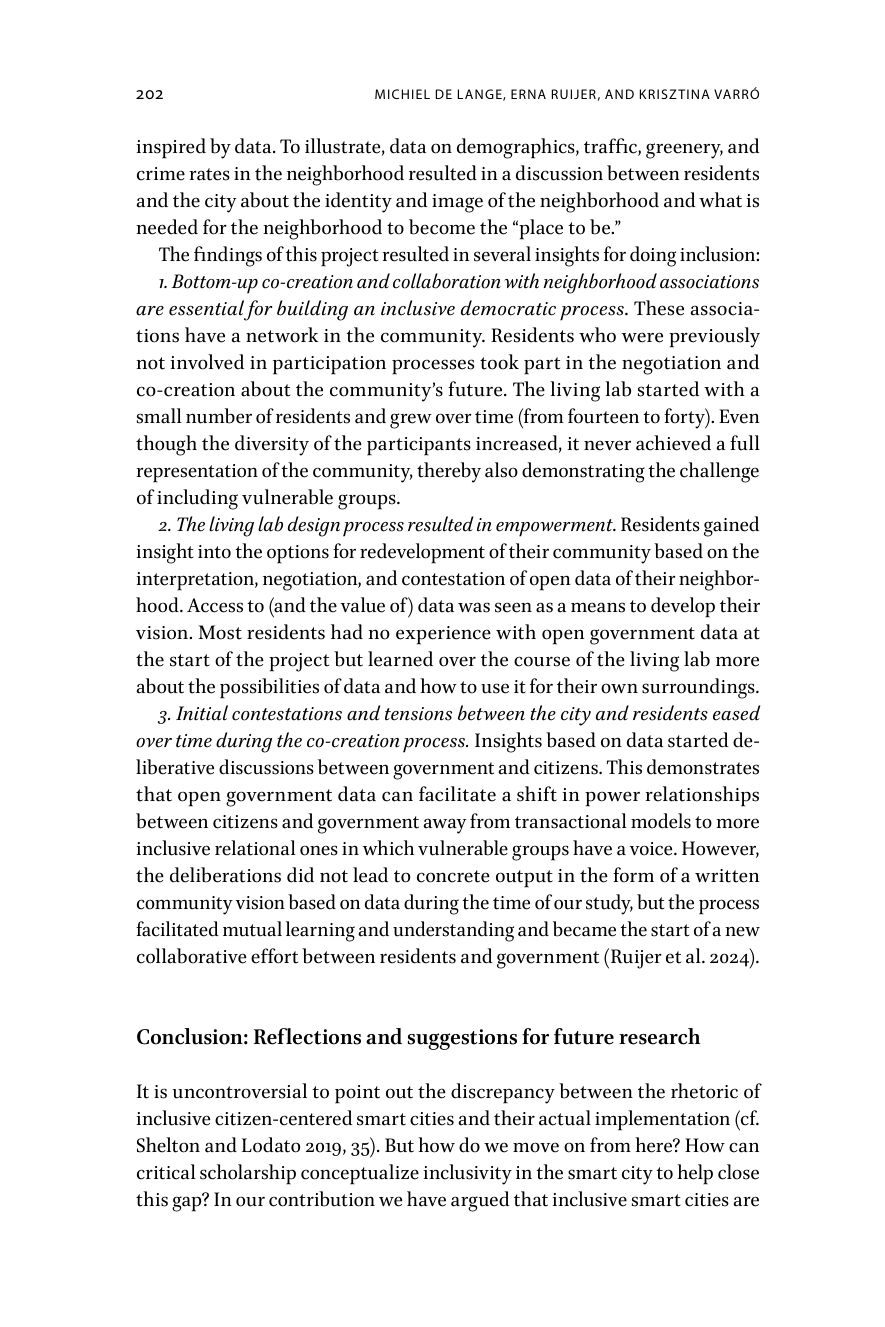 202 MICHIEL DE LANGE, ERNA RUIJER, AND KRISZTINA VARRÓ
inspired by data. To illustrate, data on demographics, traffic, greenery, and
crime rates in the neighborhood resulted in a discussion between residents
and the city about the identity and image of the neighborhood and what is
needed for the neighborhood to become the “place to be.”
The findings of this project resulted in several insights for doing inclusion:
1. Bottom-up co-creation and collaboration with neighborhood associations
are essential for building an inclusive democratic process. These associa-
tions have a network in the community. Residents who were previously
not involved in participation processes took part in the negotiation and
co-creation about the community’s future. The living lab started with a
small number of residents and grew over time (from fourteen to forty). Even
though the diversity of the participants increased, it never achieved a full
representation of the community, thereby also demonstrating the challenge
of including vulnerable groups.
2. The living lab design process resulted in empowerment. Residents gained
insight into the options for redevelopment of their community based on the
interpretation, negotiation, and contestation of open data of their neighbor-
hood. Access to (and the value of) data was seen as a means to develop their
vision. Most residents had no experience with open government data at
the start of the project but learned over the course of the living lab more
about the possibilities of data and how to use it for their own surroundings.
3. Initial contestations and tensions between the city and residents eased
over time during the co-creation process. Insights based on data started de-
liberative discussions between government and citizens. This demonstrates
that open government data can facilitate a shift in power relationships
between citizens and government away from transactional models to more
inclusive relational ones in which vulnerable groups have a voice. However,
the deliberations did not lead to concrete output in the form of a written
community vision based on data during the time of our study, but the process
facilitated mutual learning and understanding and became the start of a new
collaborative effort between residents and government (Ruijer et al. 2024).
Conclusion: Reflections and suggestions for future research
It is uncontroversial to point out the discrepancy between the rhetoric of
inclusive citizen-centered smart cities and their actual implementation (cf.
Shelton and Lodato 2019, 35). But how do we move on from here? How can
critical scholarship conceptualize inclusivity in the smart city to help close
this gap? In our contribution we have argued that inclusive smart cities are